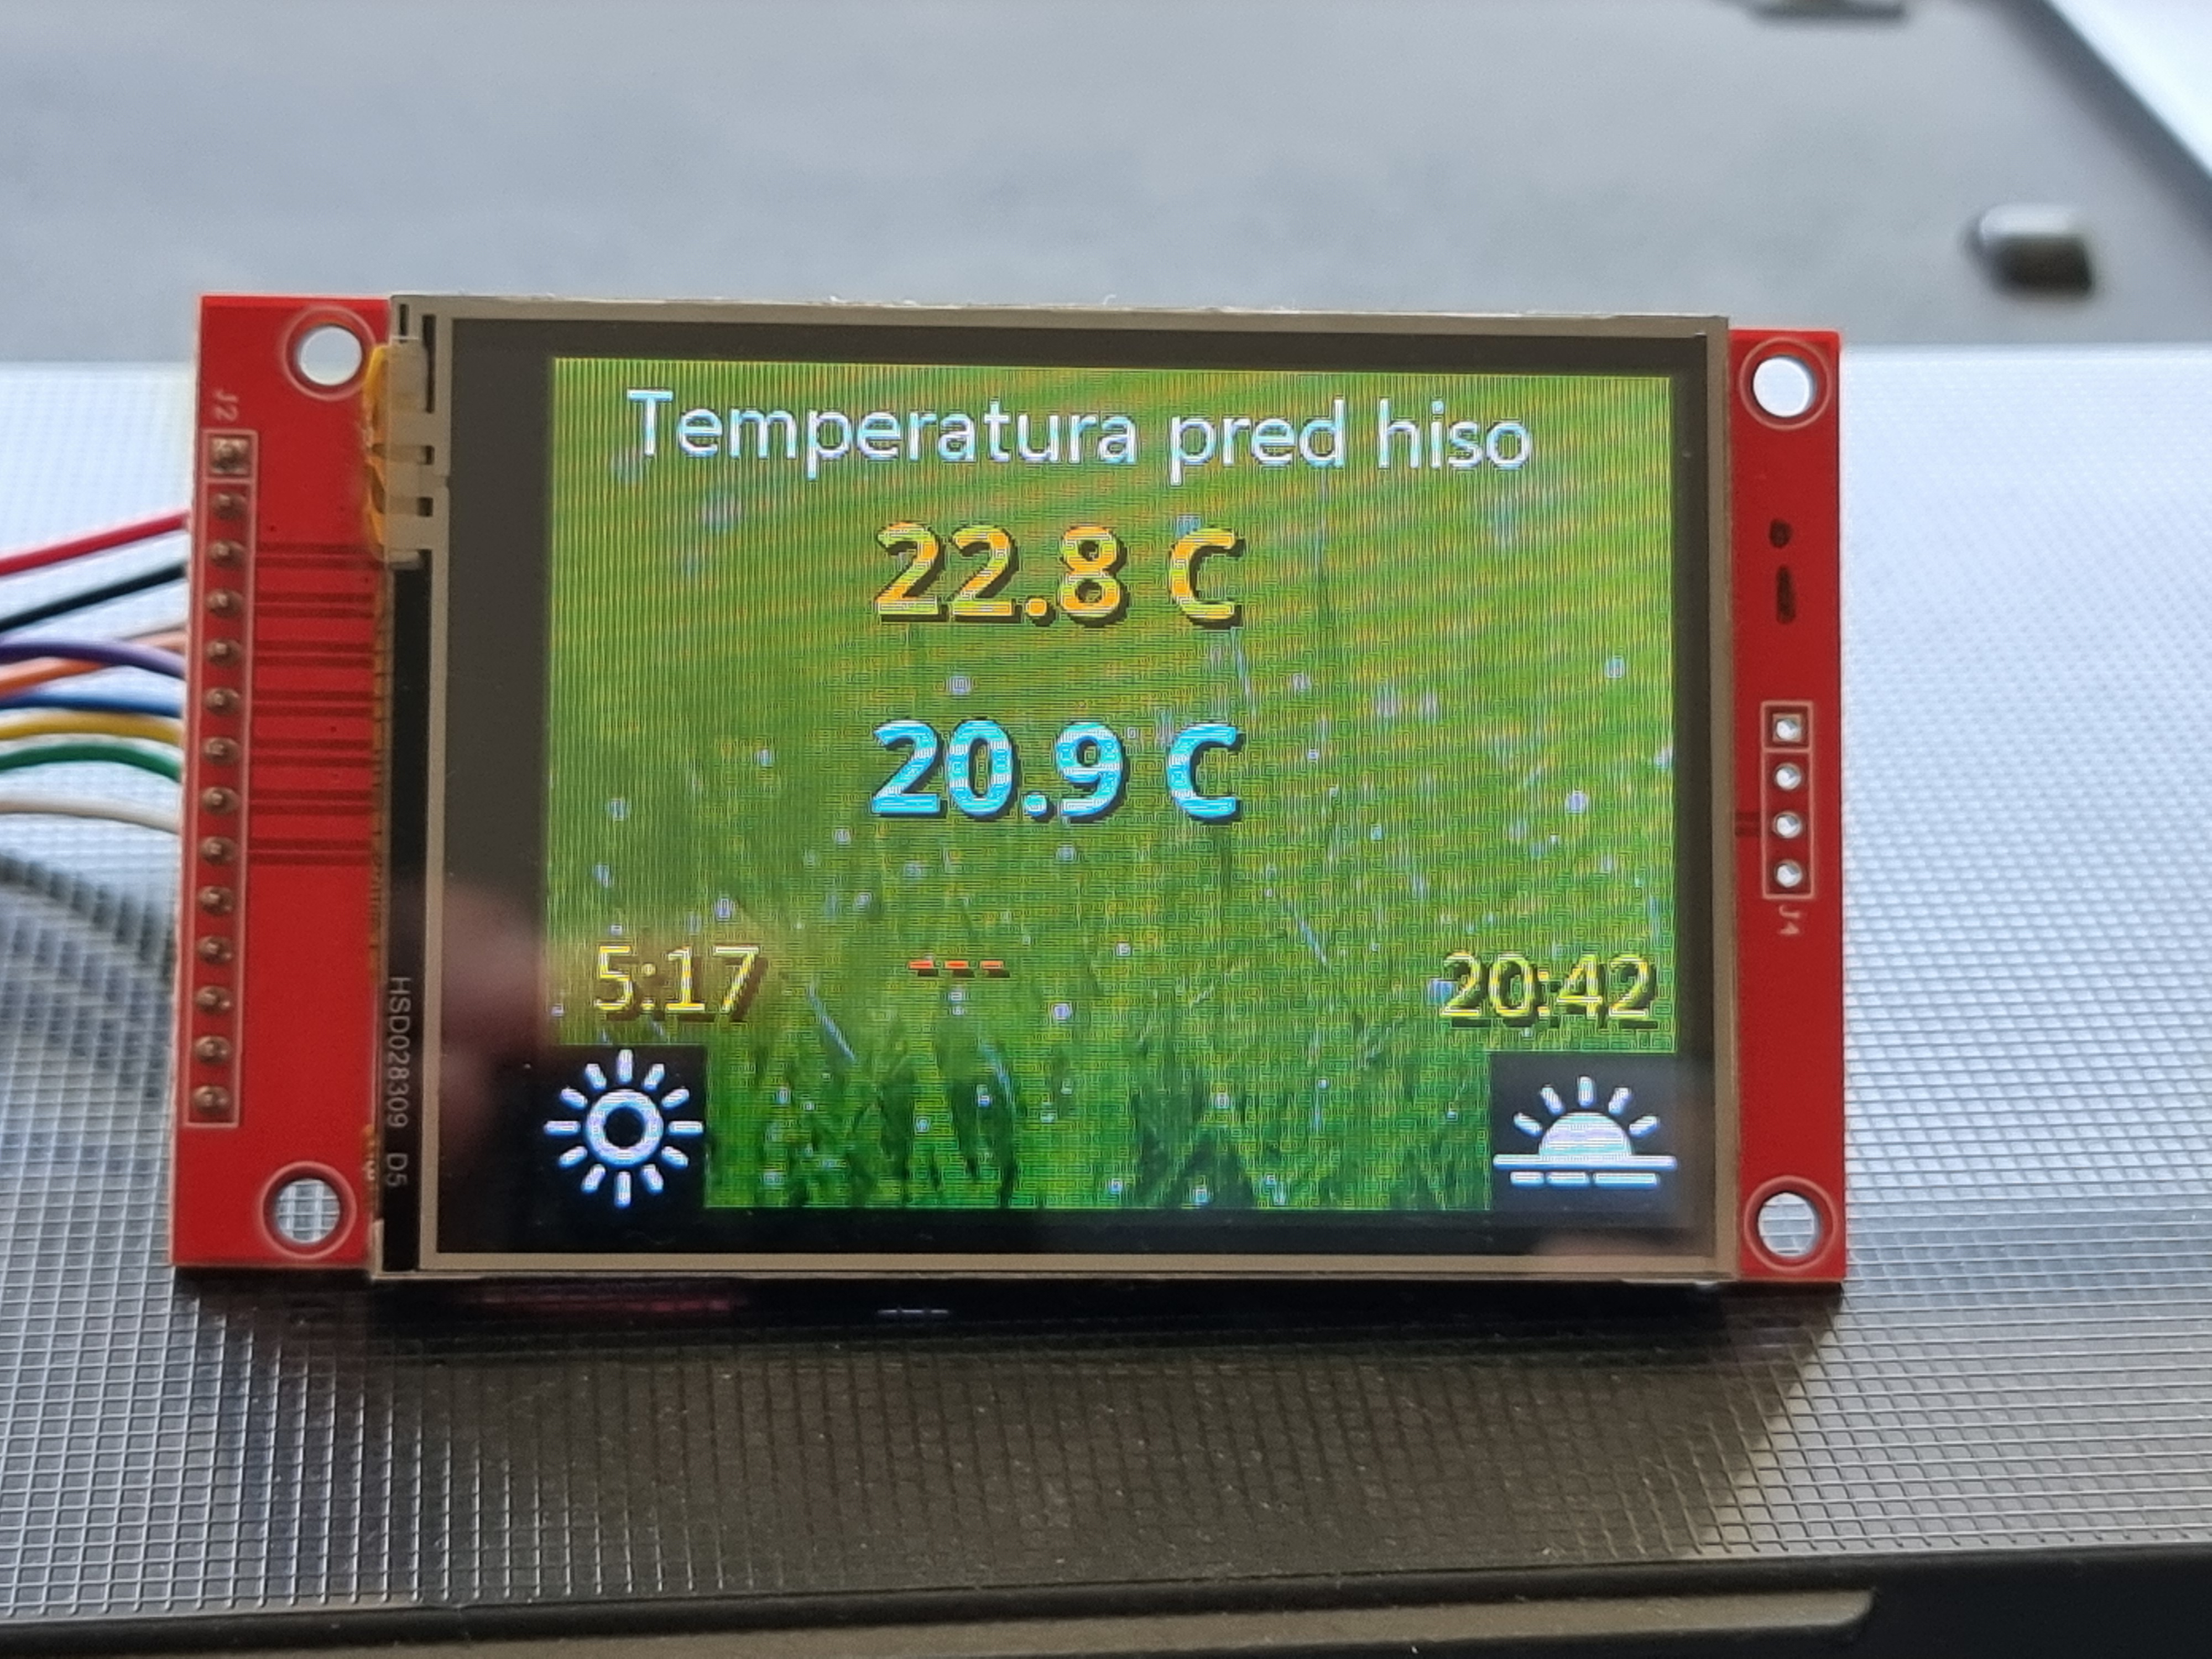 J2
Temperatura pred hiso
22.8 C
20.9 C
5:17 --- 20:42
HSD028309 D5
J4